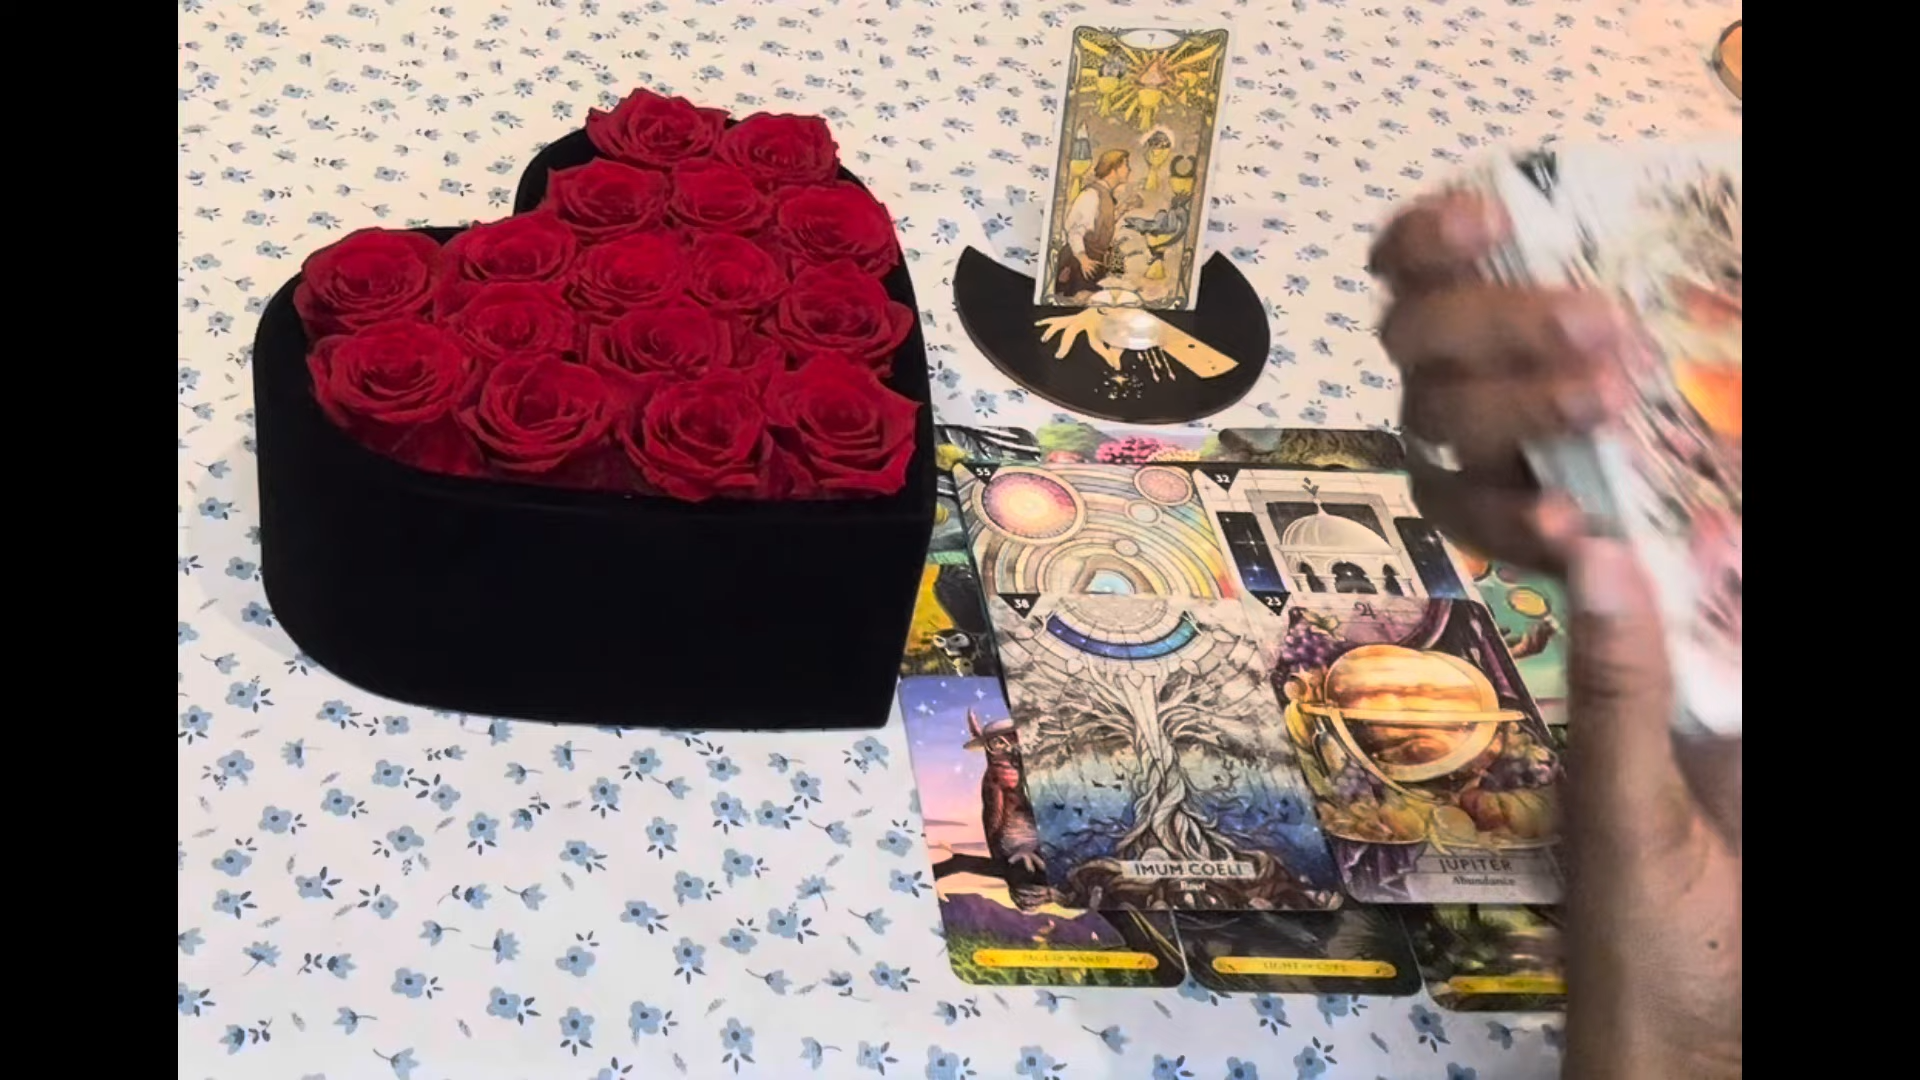 7
55
32
38
23
IMUM COELI
Root
JUPITER
Abundance
PAGE OF WANDS
EIGHT OF CUPS